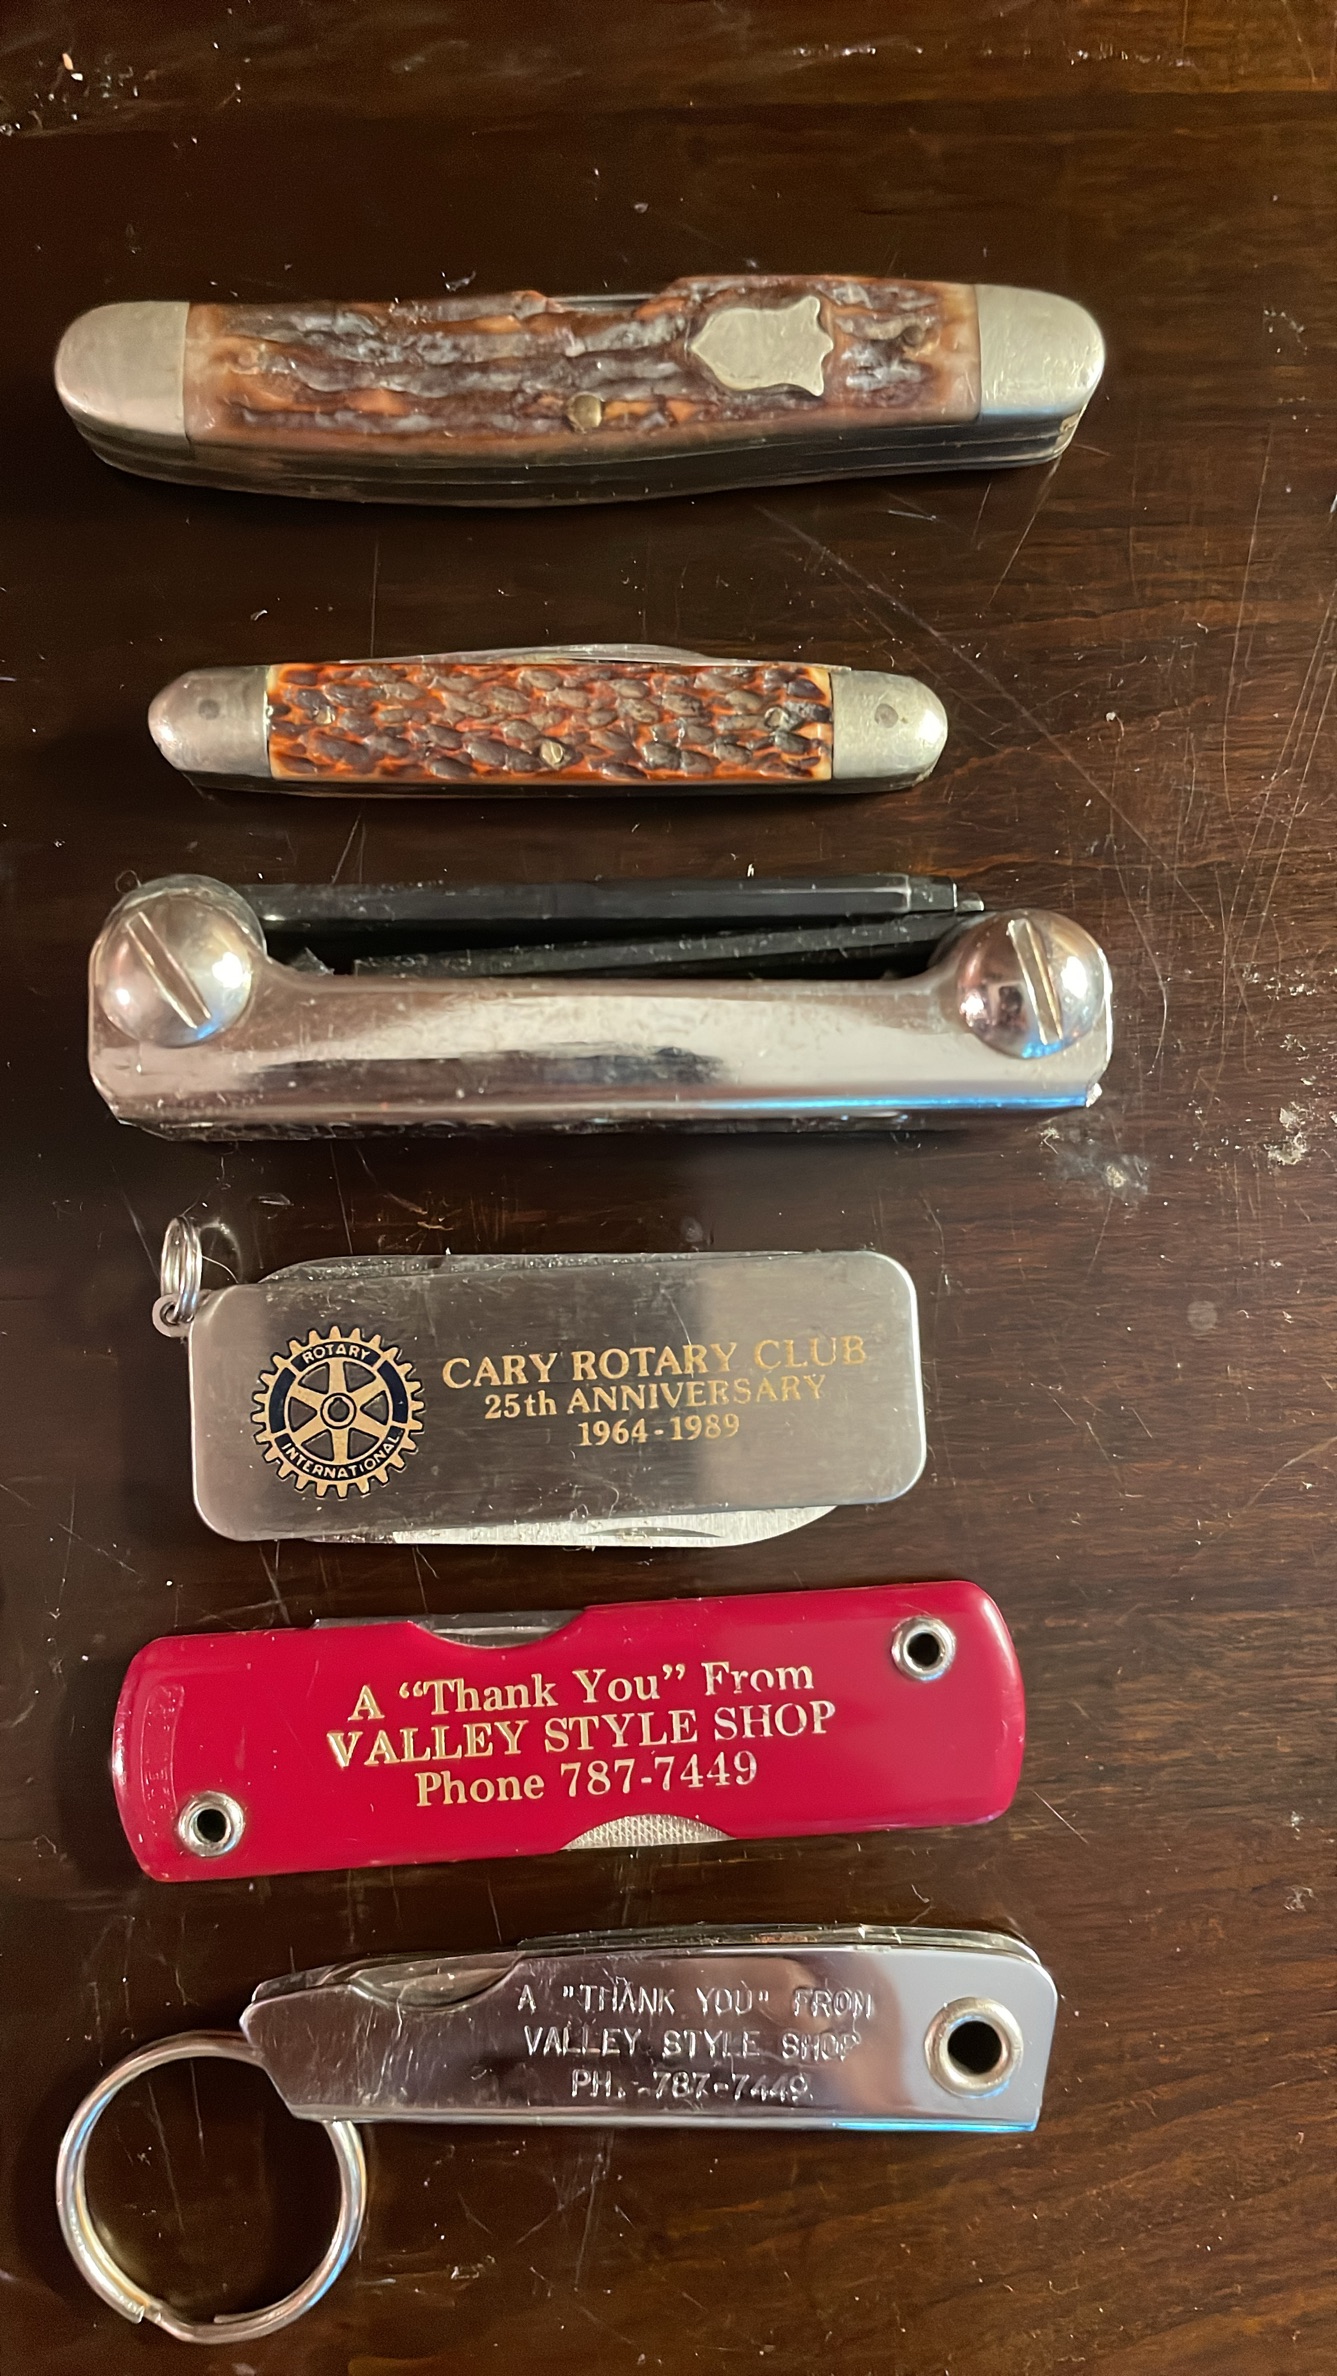 ROTARY
INTERNATIONAL
CARY ROTARY CLUB
25th ANNIVERSARY
1964-1989
A “Thank You” From
VALLEY STYLE SHOP
Phone 787-7449
A "THANK YOU" FROM
VALLEY STYLE SHOP
PH. 787-7449